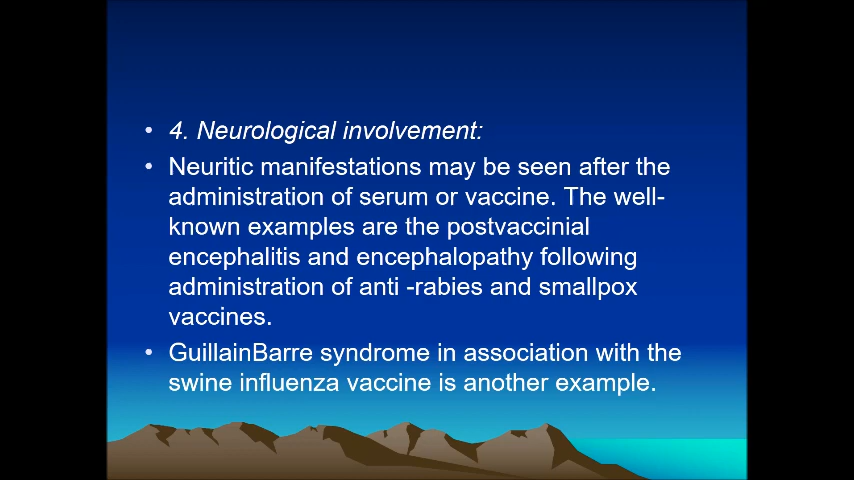 • 4. Neurological involvement:
• Neuritic manifestations may be seen after the
administration of serum or vaccine. The well-
known examples are the postvaccinial
encephalitis and encephalopathy following
administration of anti -rabies and smallpox
vaccines.
• GuillainBarre syndrome in association with the
swine influenza vaccine is another example.